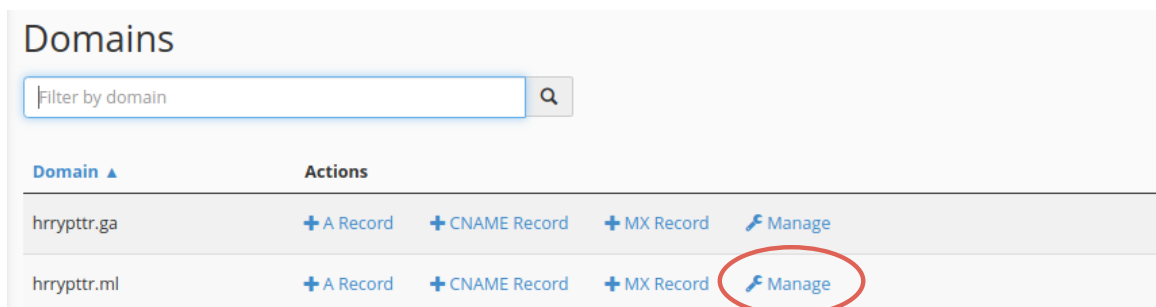 Domains
Filter by domain
Domain ▲ Actions
hrrypttr.ga + A Record + CNAME Record + MX Record Manage
hrrypttr.ml + A Record + CNAME Record + MX Record Manage